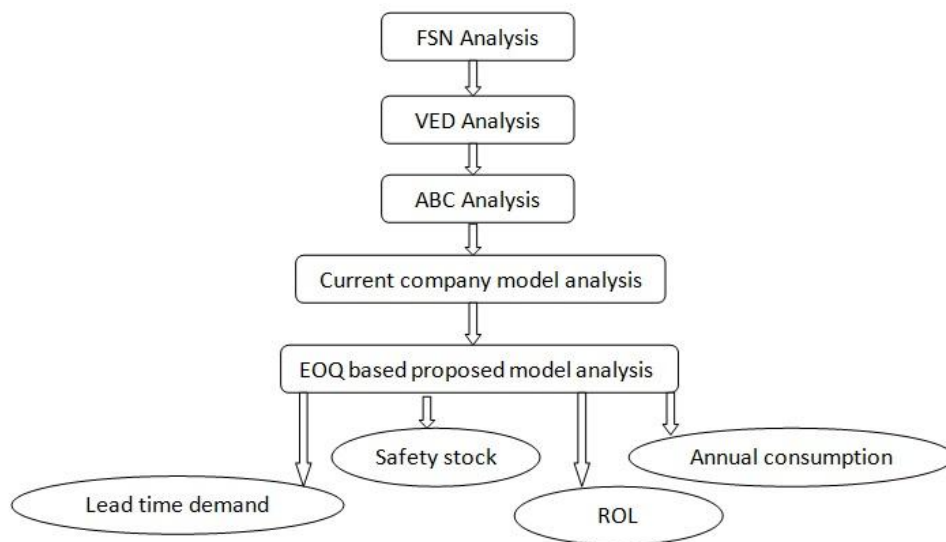 FSN Analysis
VED Analysis
ABC Analysis
Current company model analysis
EOQ based proposed model analysis
Safety stock
Annual consumption
Lead time demand
ROL